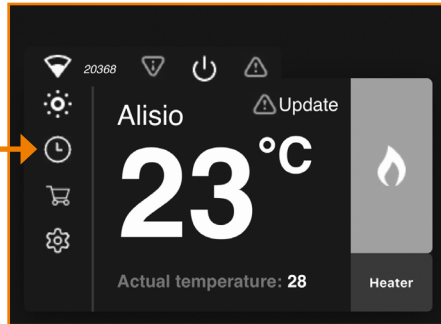 20368
Alisio
Update
23°C
Actual temperature: 28
Heater